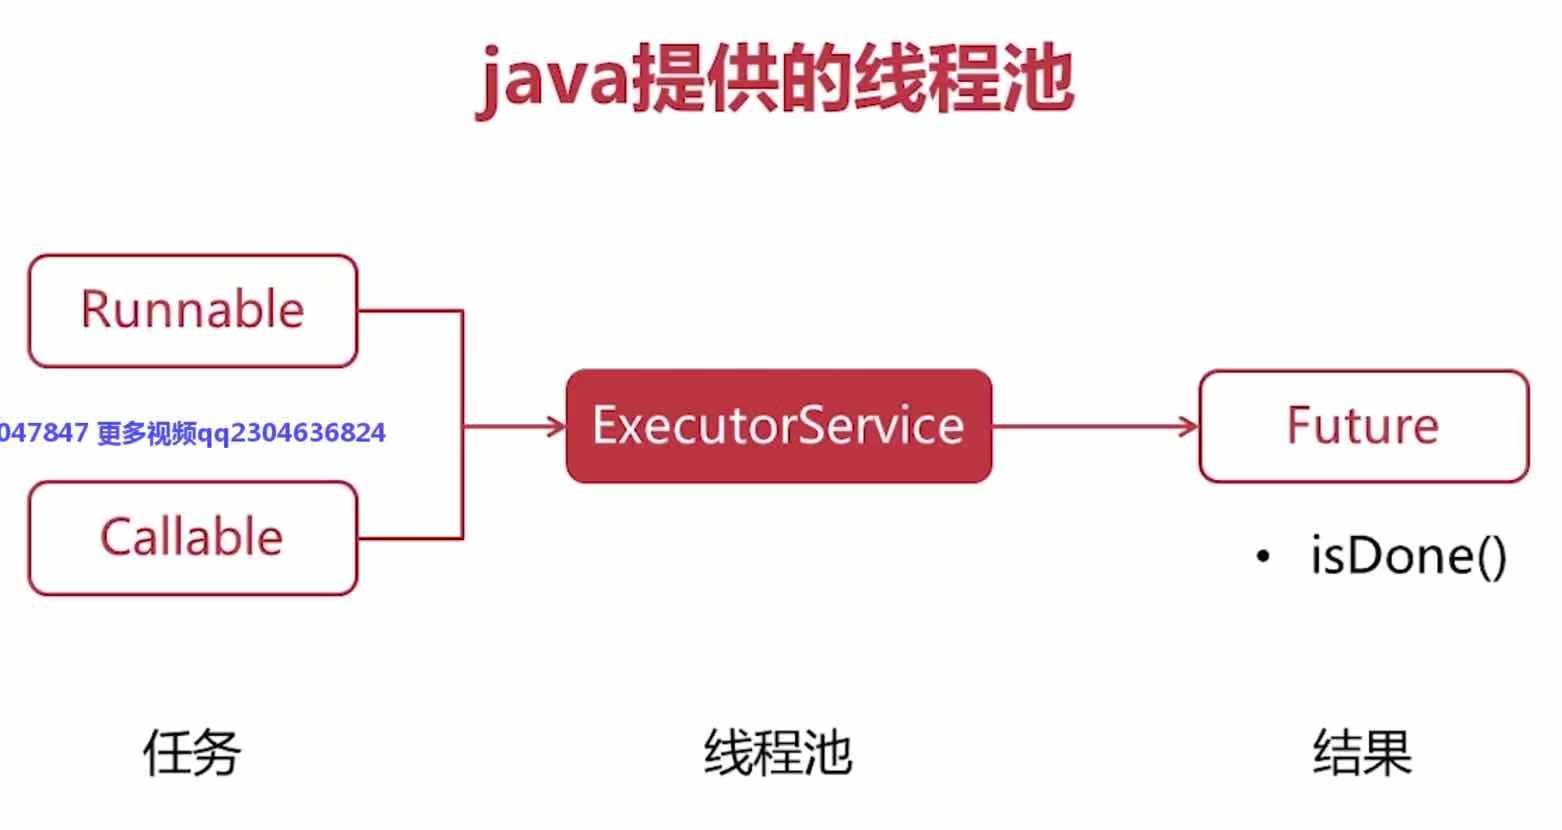 java提供的线程池
Runnable
047847 更多视频qq2304636824
ExecutorService
Future
Callable
• isDone()
任务
线程池
结果